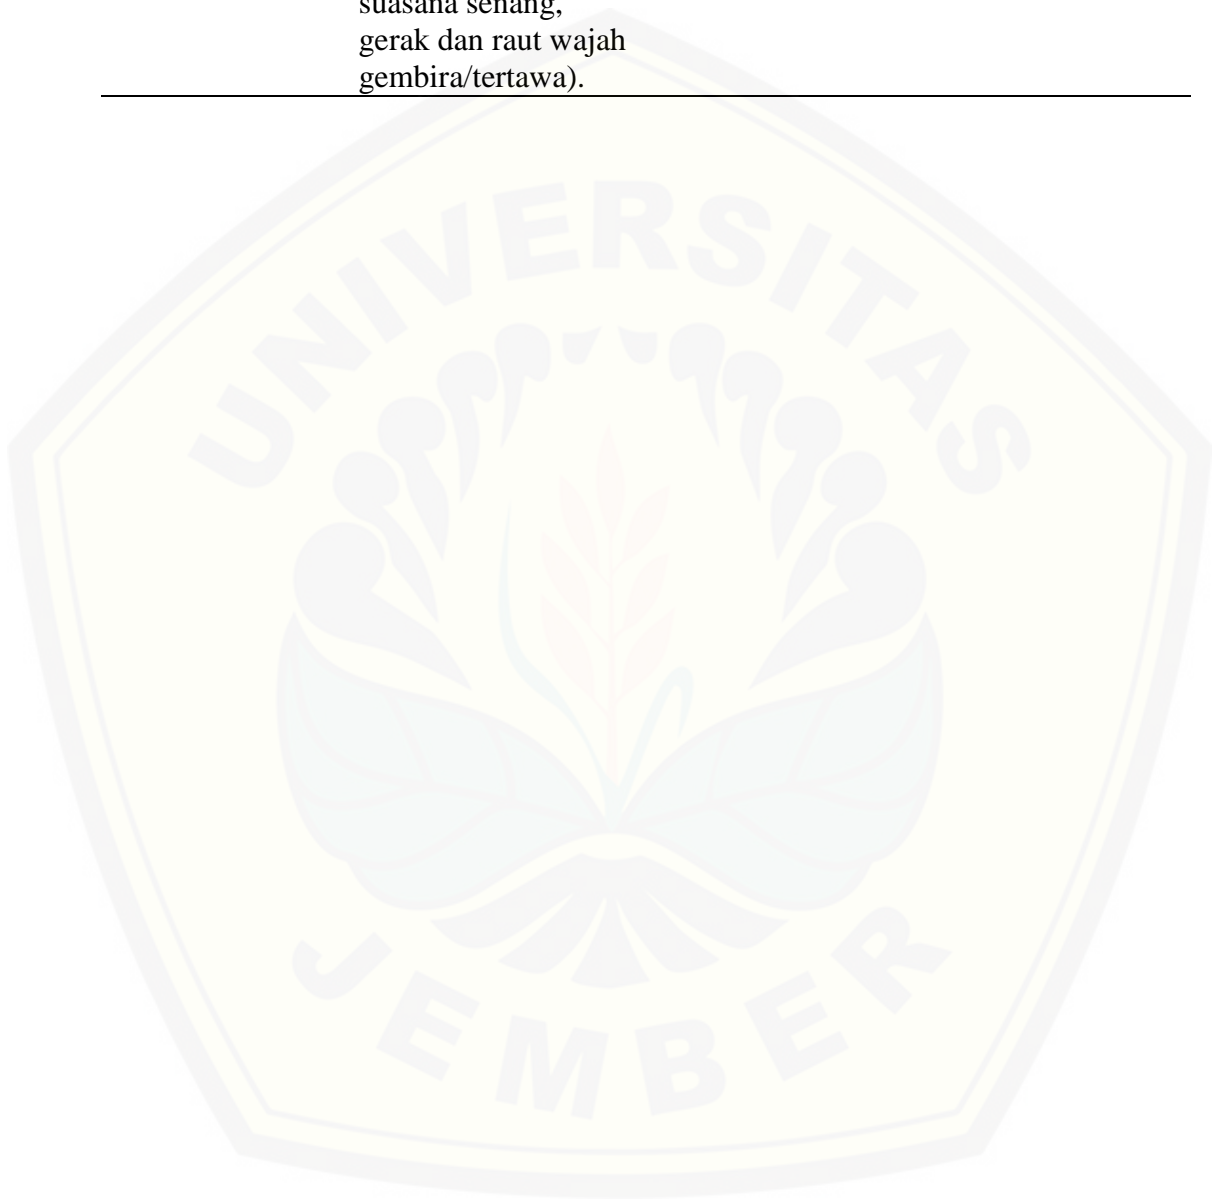 suasana senang,
gerak dan raut wajah
gembira/tertawa).
UNIVERSITAS
JEMBER